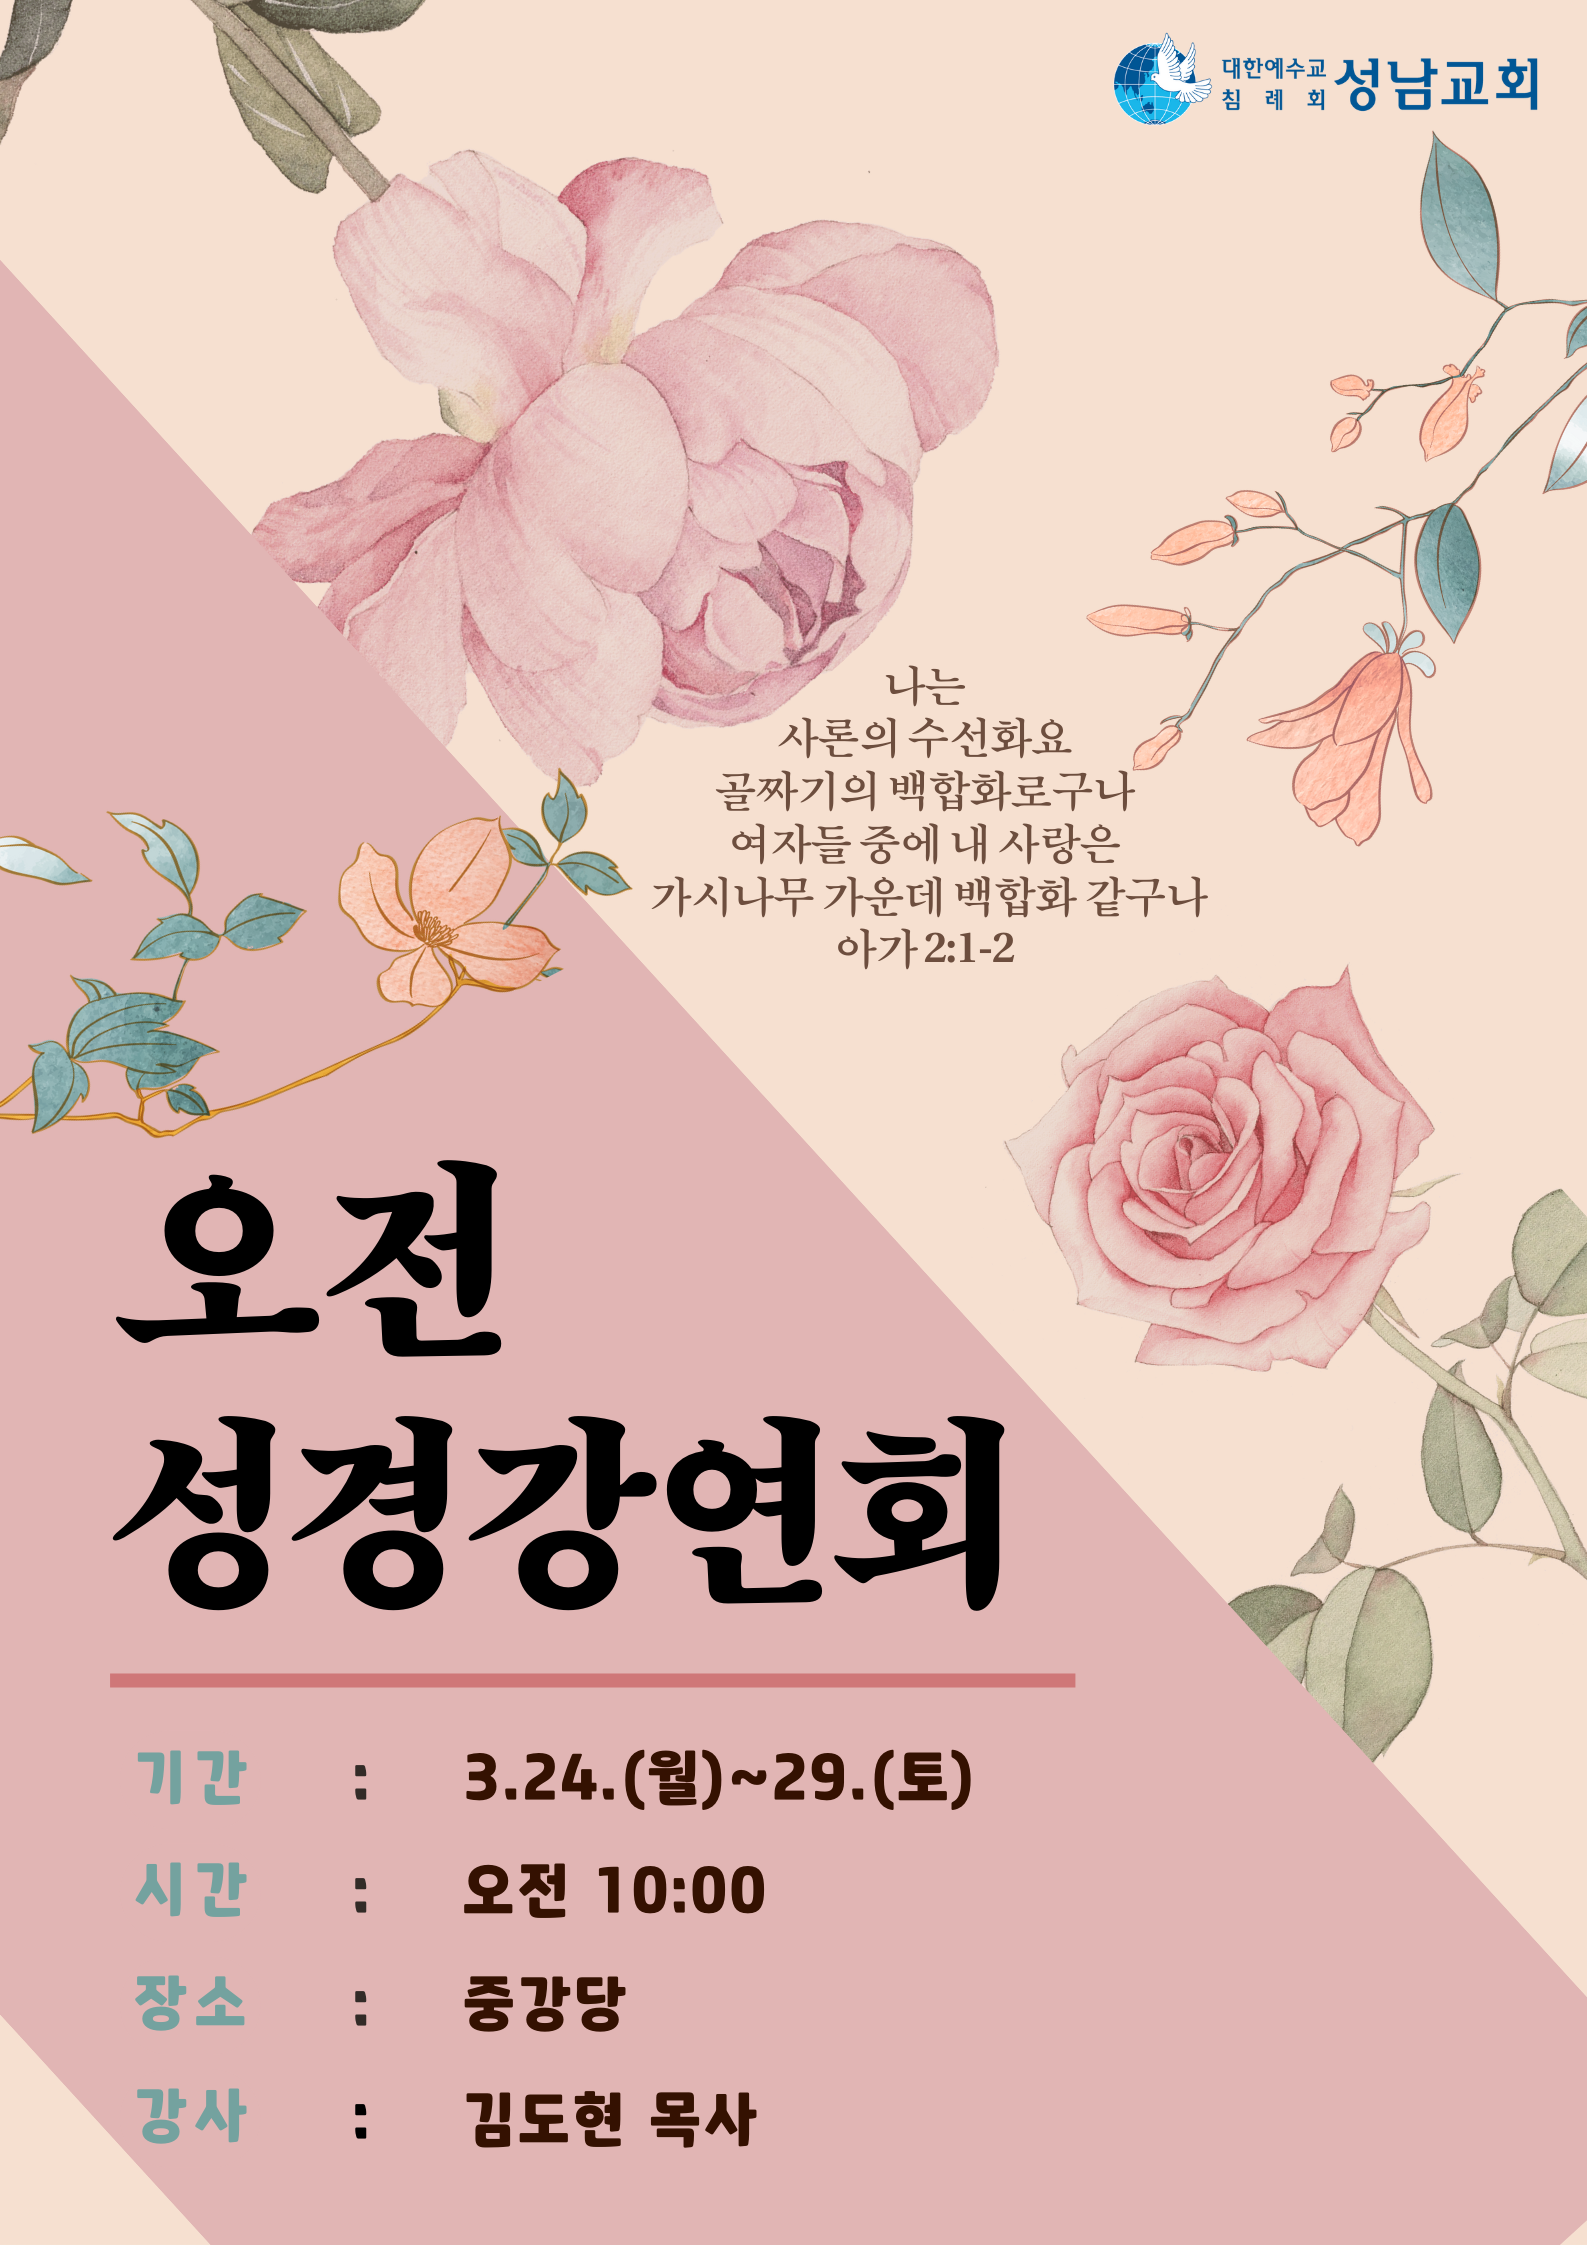 대한예수교
침례회 성남교회
나는
사론의 수선화요
골짜기의 백합화로구나
여자들 중에 내 사랑은
가시나무 가운데 백합화 같구나
아가 2:1-2
오전
성경강연회
기간 : 3.24.(월)~29.(토)
시간 : 오전 10:00
장소 : 중강당
강사 : 김도현 목사